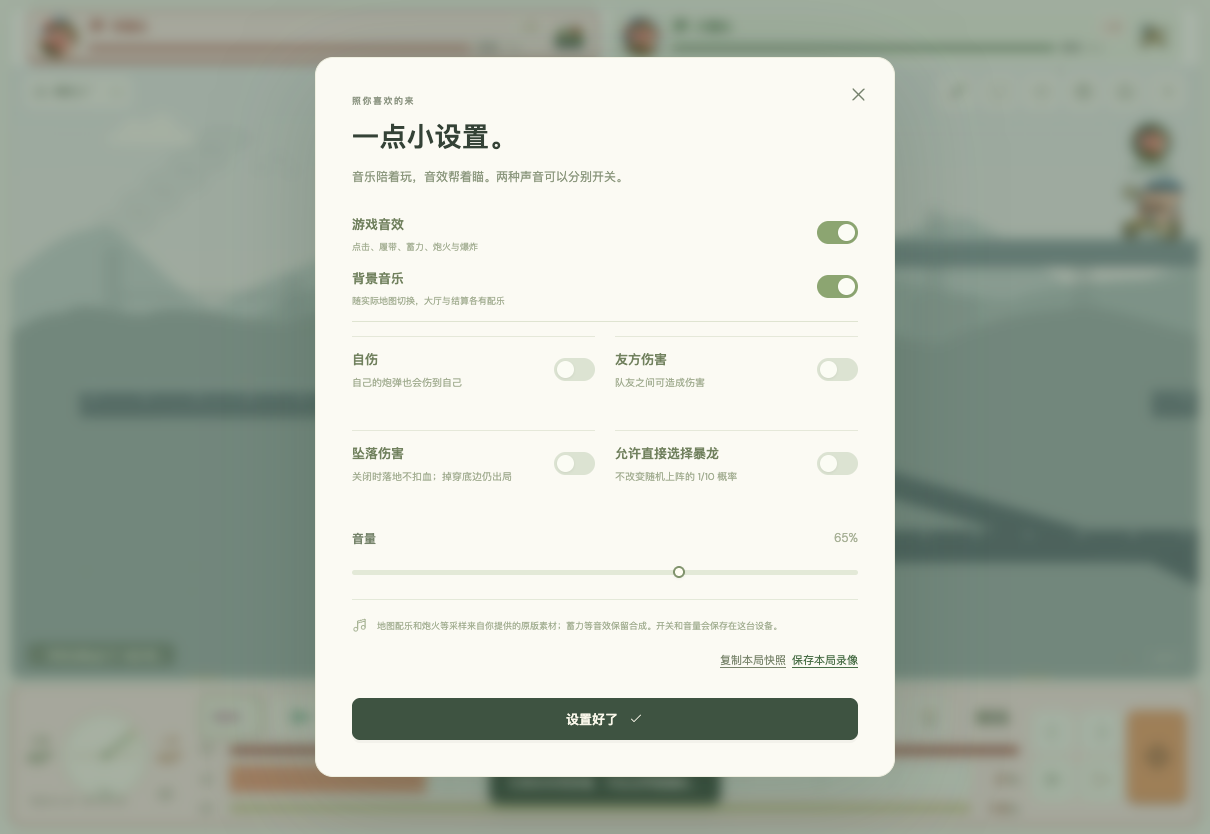 照你喜欢的来
一点小设置。
音乐陪着玩，音效帮着瞄。两种声音可以分别开关。
游戏音效
点击、履带、蓄力、炮火与爆炸
背景音乐
随实际地图切换，大厅与结算各有配乐
自伤
自己的炮弹也会伤到自己
友方伤害
队友之间可造成伤害
坠落伤害
关闭时落地不扣血；掉穿底边仍出局
允许直接选择暴龙
不改变随机上阵的 1/10 概率
音量
65%
地图配乐和炮火等采样来自你提供的原版素材；蓄力等音效保留合成。开关和音量会保存在这台设备。
复制本局快照 保存本局录像
设置好了